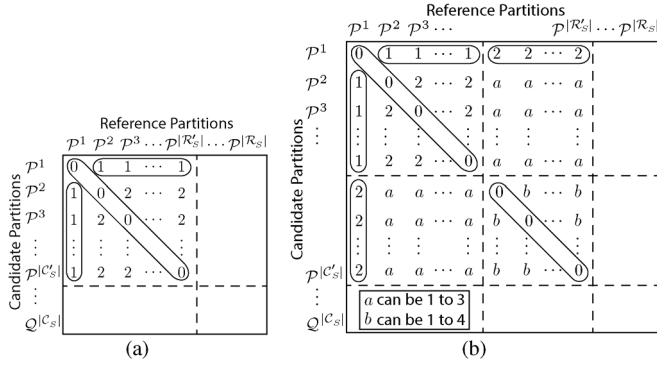 Reference Partitions
𝒫¹ 𝒫² 𝒫³ ⋯ 𝒫^{|ℛ′_S|} ⋯ 𝒫^{|ℛ_S|}
Candidate Partitions
𝒫¹ 0 1 1 ⋯ 1
𝒫² 1 0 2 ⋯ 2
𝒫³ 1 2 0 ⋯ 2
⋮ ⋮ ⋮ ⋮ ⋮
𝒫^{|𝒞′_S|} 1 2 2 ⋯ 0
⋮
𝒬^{|𝒞_S|}
(a)
Reference Partitions
𝒫¹ 𝒫² 𝒫³ ⋯ 𝒫^{|ℛ′_S|} ⋯ 𝒫^{|ℛ_S|}
Candidate Partitions
𝒫¹ 0 1 1 ⋯ 1 2 2 ⋯ 2
𝒫² 1 0 2 ⋯ 2 a a ⋯ a
𝒫³ 1 2 0 ⋯ 2 a a ⋯ a
⋮ ⋮ ⋮ ⋮ ⋮ ⋮ ⋮ ⋮
1 2 2 ⋯ 0 a a ⋯ a
2 a a ⋯ a 0 b ⋯ b
2 a a ⋯ a b 0 ⋯ b
⋮ ⋮ ⋮ ⋮ ⋮ ⋮ ⋮
𝒫^{|𝒞′_S|} 2 a a ⋯ a b b ⋯ 0
⋮ a can be 1 to 3
𝒬^{|𝒞_S|} b can be 1 to 4
(b)